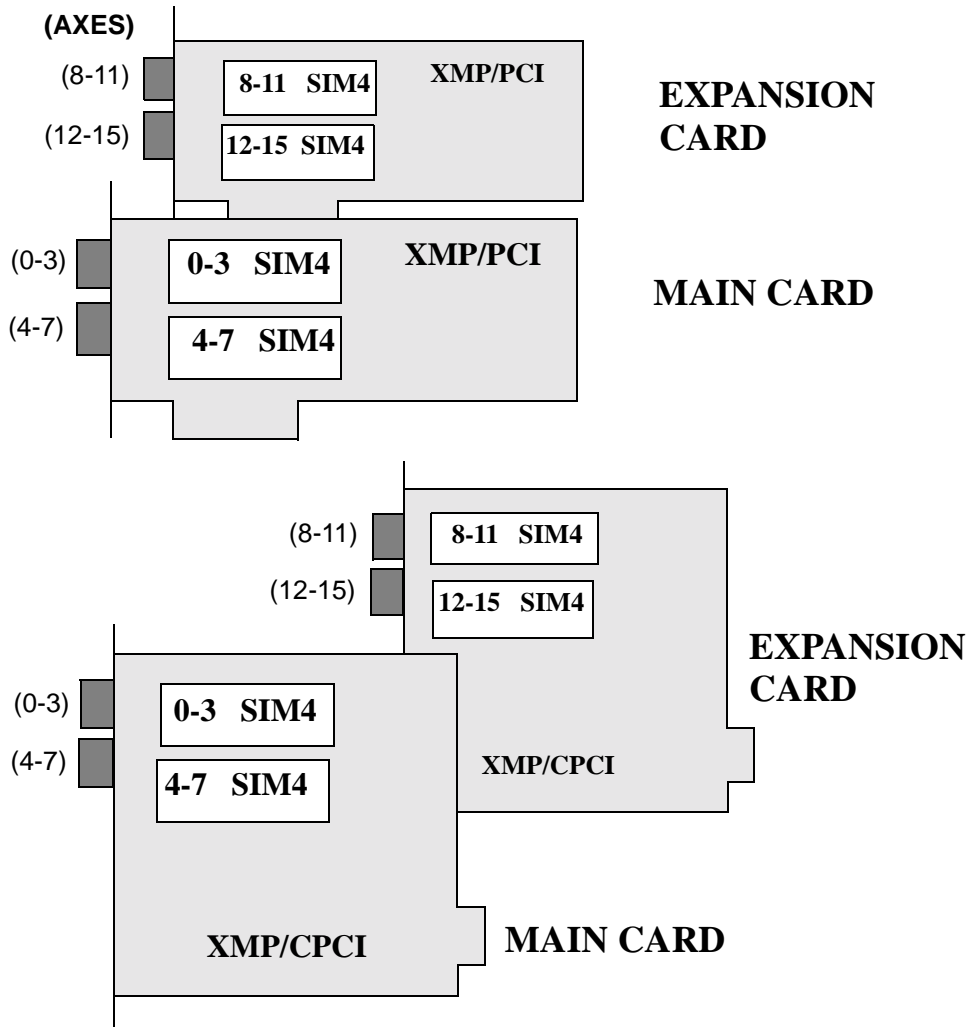 (AXES)
(8-11)
8-11 SIM4
XMP/PCI
(12-15)
12-15 SIM4
EXPANSION
CARD
(0-3)
0-3 SIM4
XMP/PCI
(4-7)
4-7 SIM4
MAIN CARD
(8-11)
8-11 SIM4
(12-15)
12-15 SIM4
XMP/CPCI
EXPANSION
CARD
(0-3)
0-3 SIM4
(4-7)
4-7 SIM4
XMP/CPCI
MAIN CARD